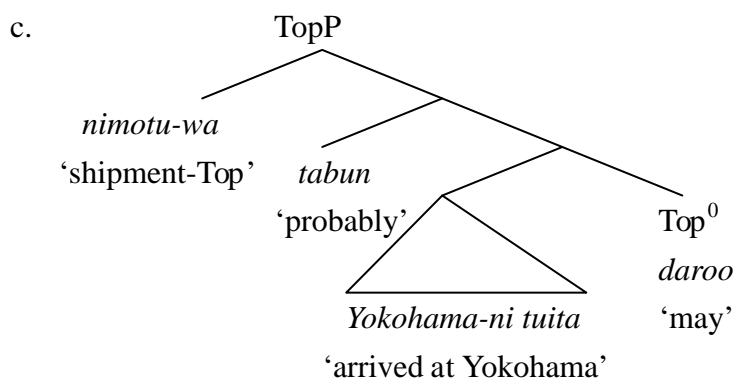 c. TopP
nimotu-wa
‘shipment-Top’ tabun
‘probably’ Top⁰
daroo
Yokohama-ni tuita ‘may’
‘arrived at Yokohama’